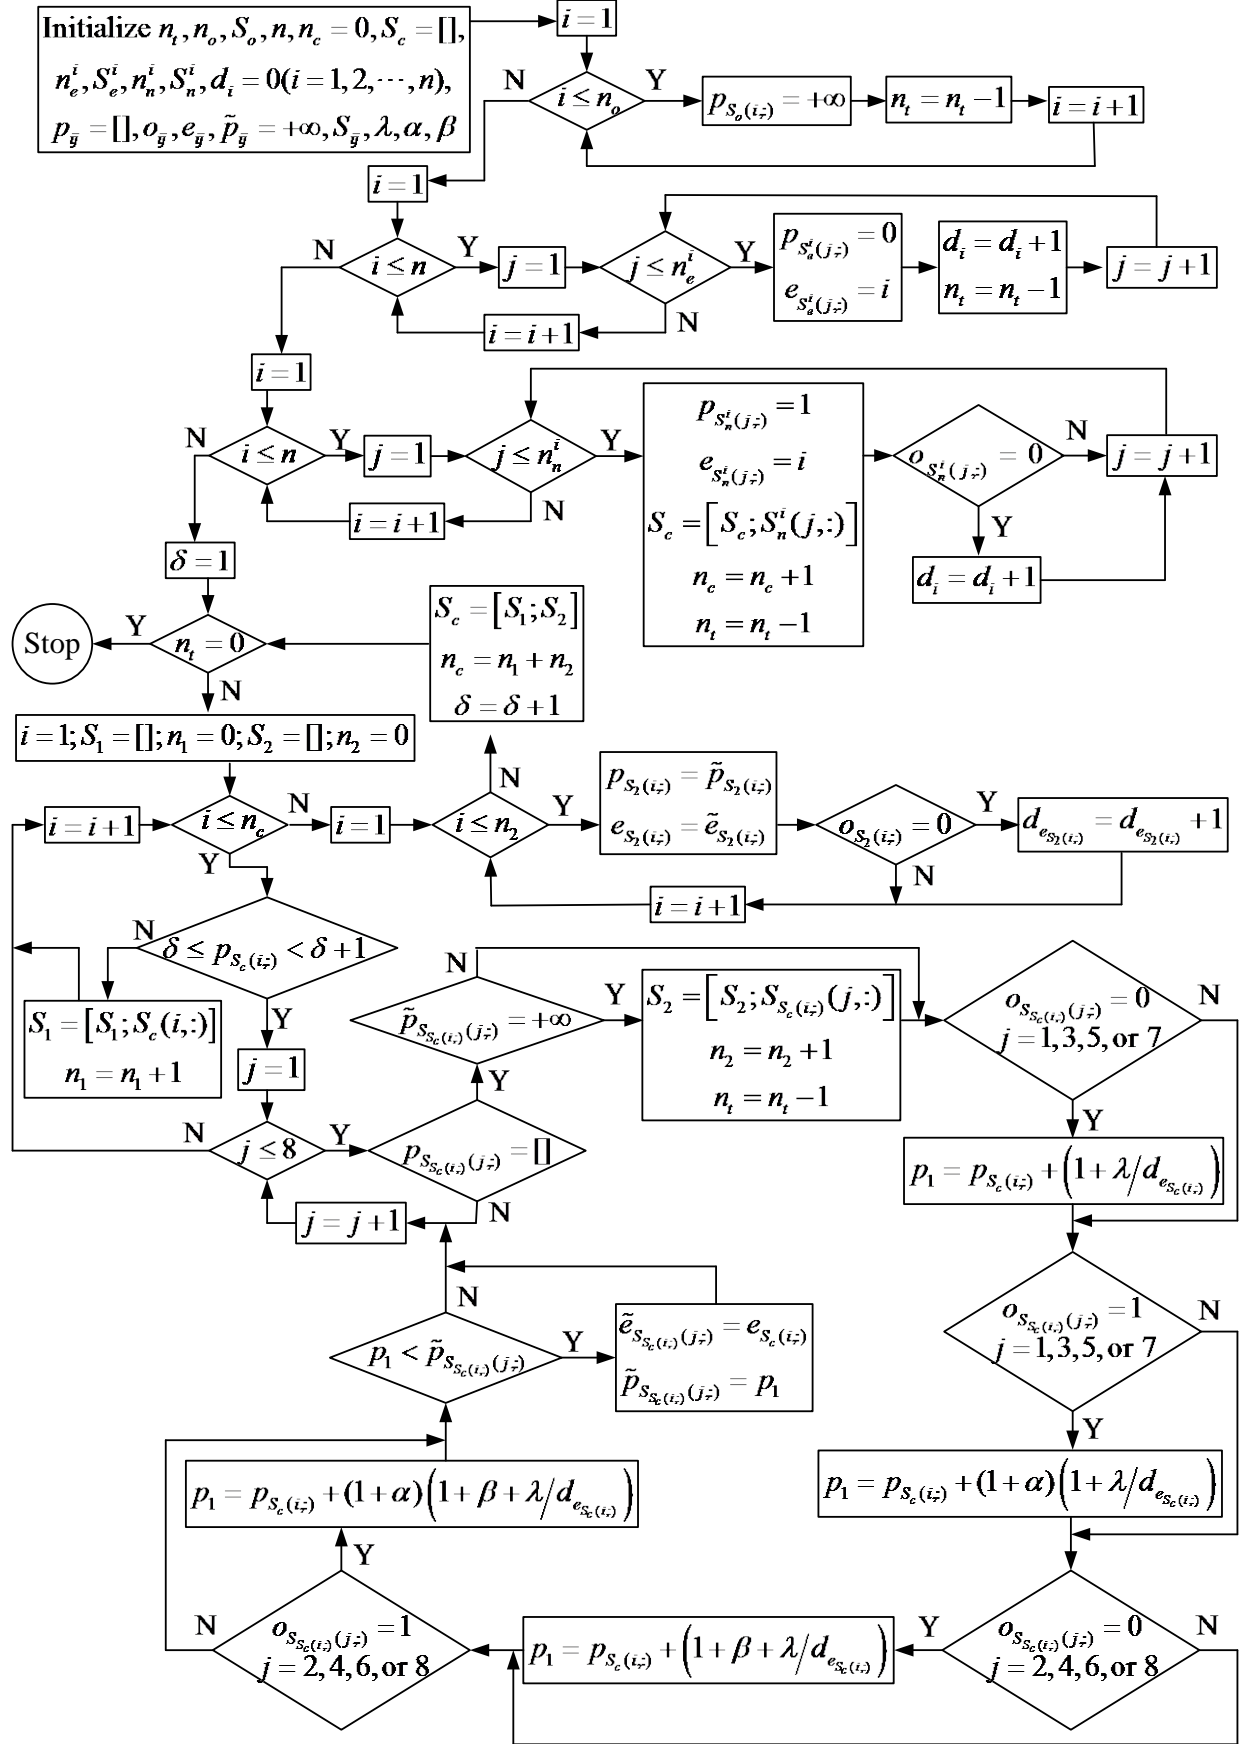 Initialize n_t, n_o, S_o, n, n_c = 0, S_c = [],
n_e^i, S_e^i, n_n^i, S_n^i, d_i = 0(i = 1, 2, ⋯, n),
p_ȳ = [], o_ȳ, e_ȳ, p̃_ȳ = +∞, S_ȳ, λ, α, β
i = 1
N
i ≤ n_o
Y
p_{S_o(i,:)} = +∞
n_t = n_t − 1
i = i + 1
i = 1
N
i ≤ n
Y
j = 1
j ≤ n_e^i
Y
p_{S_a^i(j,:)} = 0
e_{S_a^i(j,:)} = i
d_i = d_i + 1
n_t = n_t − 1
j = j + 1
N
i = i + 1
i = 1
N
i ≤ n
Y
j = 1
j ≤ n_n^i
Y
p_{S_n^i(j,:)} = 1
e_{S_n^i(j,:)} = i
S_c = [S_c; S_n^i(j,:)]
n_c = n_c + 1
n_t = n_t − 1
o_{S_n^i(j,:)} = 0
N
j = j + 1
N
i = i + 1
Y
d_i = d_i + 1
δ = 1
Stop
Y
n_t = 0
N
S_c = [S_1; S_2]
n_c = n_1 + n_2
δ = δ + 1
i = 1; S_1 = []; n_1 = 0; S_2 = []; n_2 = 0
i = i + 1
i ≤ n_c
N
i = 1
i ≤ n_2
N
Y
p_{S_2(i,:)} = p̃_{S_2(i,:)}
e_{S_2(i,:)} = ẽ_{S_2(i,:)}
o_{S_2(i,:)} = 0
Y
d_{e_{S_2(i,:)}} = d_{e_{S_2(i,:)}} + 1
N
i = i + 1
Y
N
δ ≤ p_{S_c(i,:)} < δ + 1
Y
S_1 = [S_1; S_c(i,:)]
n_1 = n_1 + 1
j = 1
N
j ≤ 8
Y
p_{S_{S_c(i,:)}(j,:)} = []
Y
N
j = j + 1
N
p̃_{S_{S_c(i,:)}(j,:)} = +∞
Y
S_2 = [S_2; S_{S_c(i,:)}(j,:)]
n_2 = n_2 + 1
n_t = n_t − 1
o_{S_{S_c(i,:)}(j,:)} = 0
j = 1, 3, 5, or 7
N
Y
p_1 = p_{S_c(i,:)} + (1 + λ/d_{e_{S_c(i,:)}})
o_{S_{S_c(i,:)}(j,:)} = 1
j = 1, 3, 5, or 7
N
Y
p_1 = p_{S_c(i,:)} + (1 + α)(1 + λ/d_{e_{S_c(i,:)}})
N
p_1 < p̃_{S_{S_c(i,:)}(j,:)}
Y
ẽ_{S_{S_c(i,:)}(j,:)} = e_{S_c(i,:)}
p̃_{S_{S_c(i,:)}(j,:)} = p_1
p_1 = p_{S_c(i,:)} + (1 + α)(1 + β + λ/d_{e_{S_c(i,:)}})
Y
N
o_{S_{S_c(i,:)}(j,:)} = 1
j = 2, 4, 6, or 8
p_1 = p_{S_c(i,:)} + (1 + β + λ/d_{e_{S_c(i,:)}})
Y
o_{S_{S_c(i,:)}(j,:)} = 0
j = 2, 4, 6, or 8
N